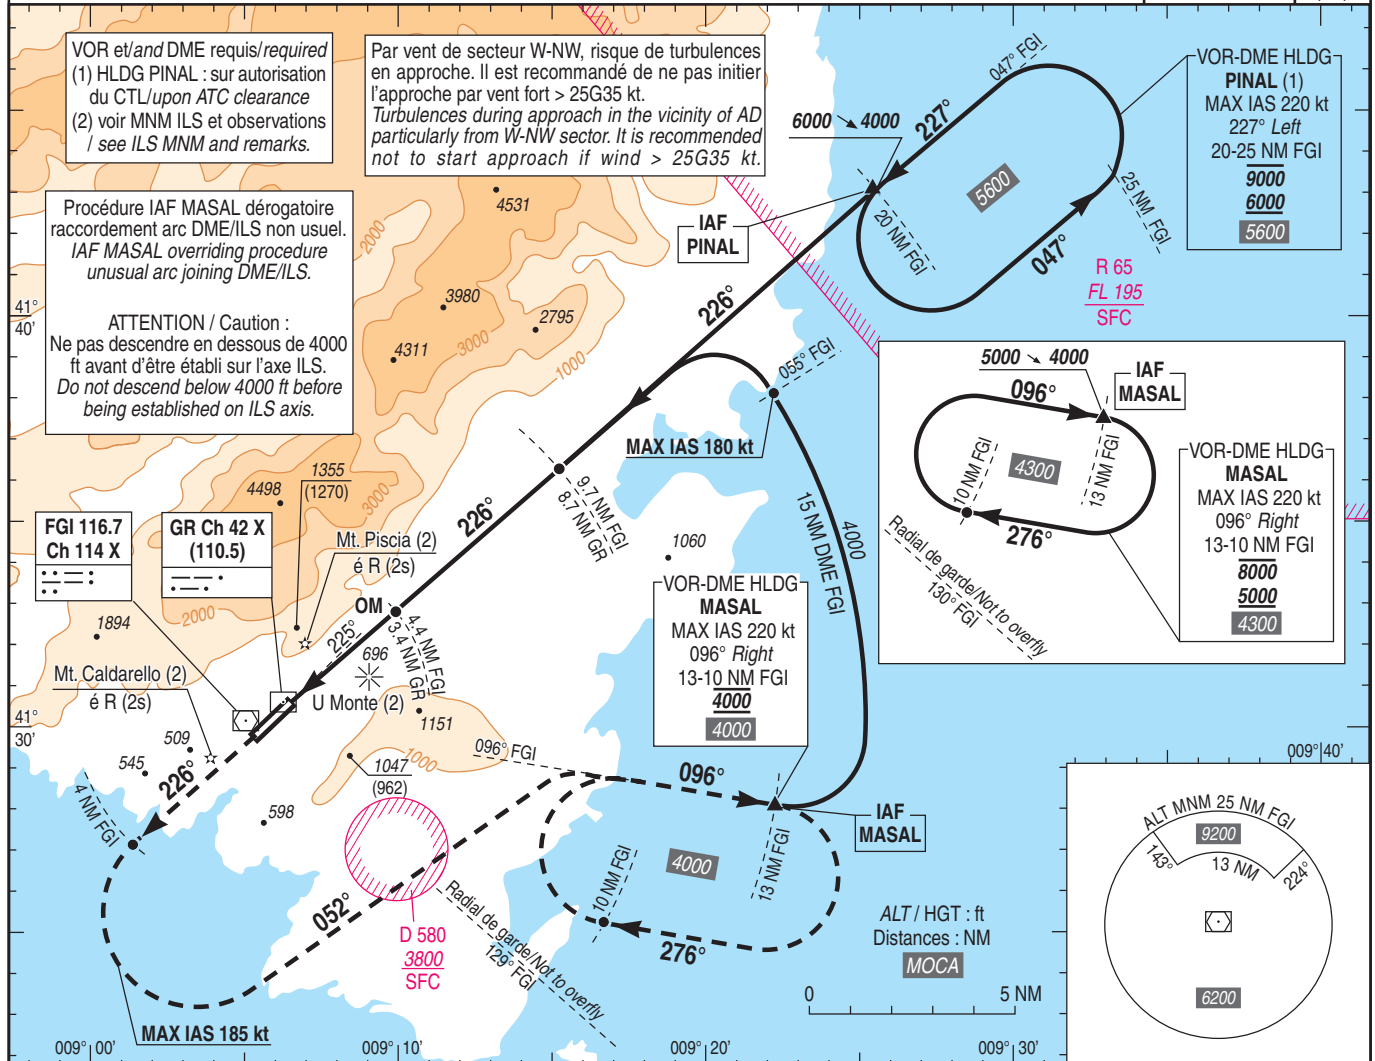 VOR et/and DME requis/required
(1) HLDG PINAL : sur autorisation
du CTL/upon ATC clearance
(2) voir MNM ILS et observations
/ see ILS MNM and remarks.
Par vent de secteur W-NW, risque de turbulences
en approche. Il est recommandé de ne pas initier
l'approche par vent fort > 25G35 kt.
Turbulences during approach in the vicinity of AD
particularly from W-NW sector. It is recommended
not to start approach if wind > 25G35 kt.
Procédure IAF MASAL dérogatoire
raccordement arc DME/ILS non usuel.
IAF MASAL overriding procedure
unusual arc joining DME/ILS.
ATTENTION / Caution :
Ne pas descendre en dessous de 4000
ft avant d'être établi sur l'axe ILS.
Do not descend below 4000 ft before
being established on ILS axis.
047° FGI
227°
6000 ➘ 4000
5600
20 NM FGI
25 NM FGI
047°
IAF
PINAL
VOR-DME HLDG
PINAL (1)
MAX IAS 220 kt
227° Left
20-25 NM FGI
9000
6000
5600
R 65
FL 195
SFC
4531
2000
3980
2795
4311
3000
1000
41°
40'
226°
055° FGI
MAX IAS 180 kt
5000 ➘ 4000
IAF
MASAL
096°
4300
10 NM FGI
13 NM FGI
276°
Radial de garde/Not to overfly
130° FGI
VOR-DME HLDG
MASAL
MAX IAS 220 kt
096° Right
13-10 NM FGI
8000
5000
4300
1355
(1270)
4498
3000
9.7 NM FGI
8.7 NM GR
226°
15 NM DME FGI
4000
1060
FGI 116.7
Ch 114 X
GR Ch 42 X
(110.5)
Mt. Piscia (2)
é R (2s)
2000
1894
OM
225°
4.4 NM FGI
3.4 NM GR
696
U Monte (2)
1151
Mt. Caldarello (2)
é R (2s)
VOR-DME HLDG
MASAL
MAX IAS 220 kt
096° Right
13-10 NM FGI
4000
4000
41°
30'
509
545
226°
4 NM FGI
598
1047
(962)
1000
096° FGI
096°
IAF
MASAL
4000
10 NM FGI
13 NM FGI
276°
052°
D 580
3800
SFC
Radial de garde/Not to overfly
129° FGI
MAX IAS 185 kt
ALT / HGT : ft
Distances : NM
MOCA
0
5 NM
009°40'
ALT MNM 25 NM FGI
9200
143°
13 NM
224°
6200
009°00'
009°10'
009°20'
009°30'